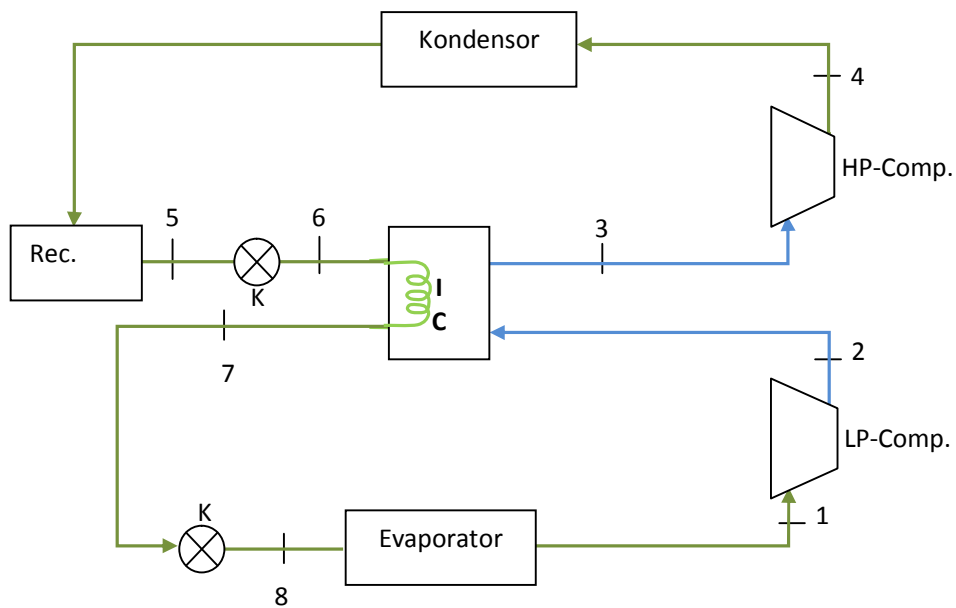 Kondensor
4
HP-Comp.
5
6
3
Rec.
K
I
C
7
2
LP-Comp.
K
1
Evaporator
8